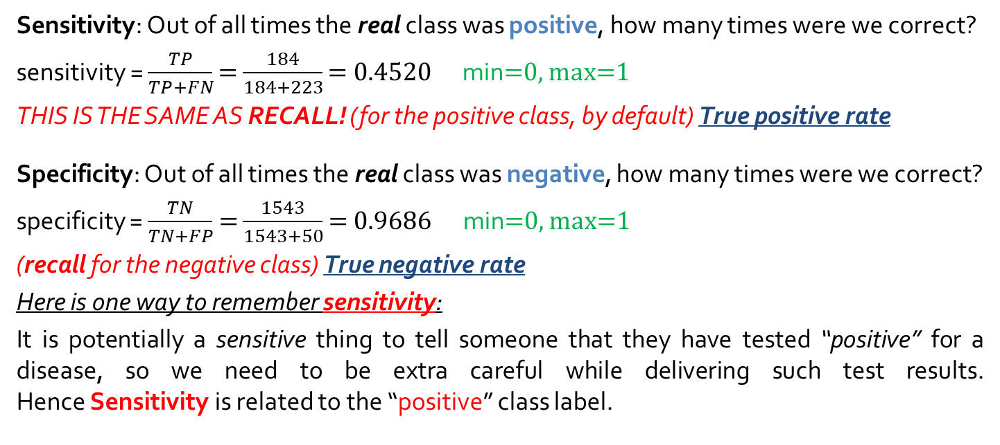 Sensitivity: Out of all times the real class was positive, how many times were we correct?
sensitivity = TP/(TP+FN) = 184/(184+223) = 0.4520 min=0, max=1
THIS IS THE SAME AS RECALL! (for the positive class, by default) True positive rate
Specificity: Out of all times the real class was negative, how many times were we correct?
specificity = TN/(TN+FP) = 1543/(1543+50) = 0.9686 min=0, max=1
(recall for the negative class) True negative rate
Here is one way to remember sensitivity:
It is potentially a sensitive thing to tell someone that they have tested “positive” for a
disease, so we need to be extra careful while delivering such test results.
Hence Sensitivity is related to the “positive” class label.